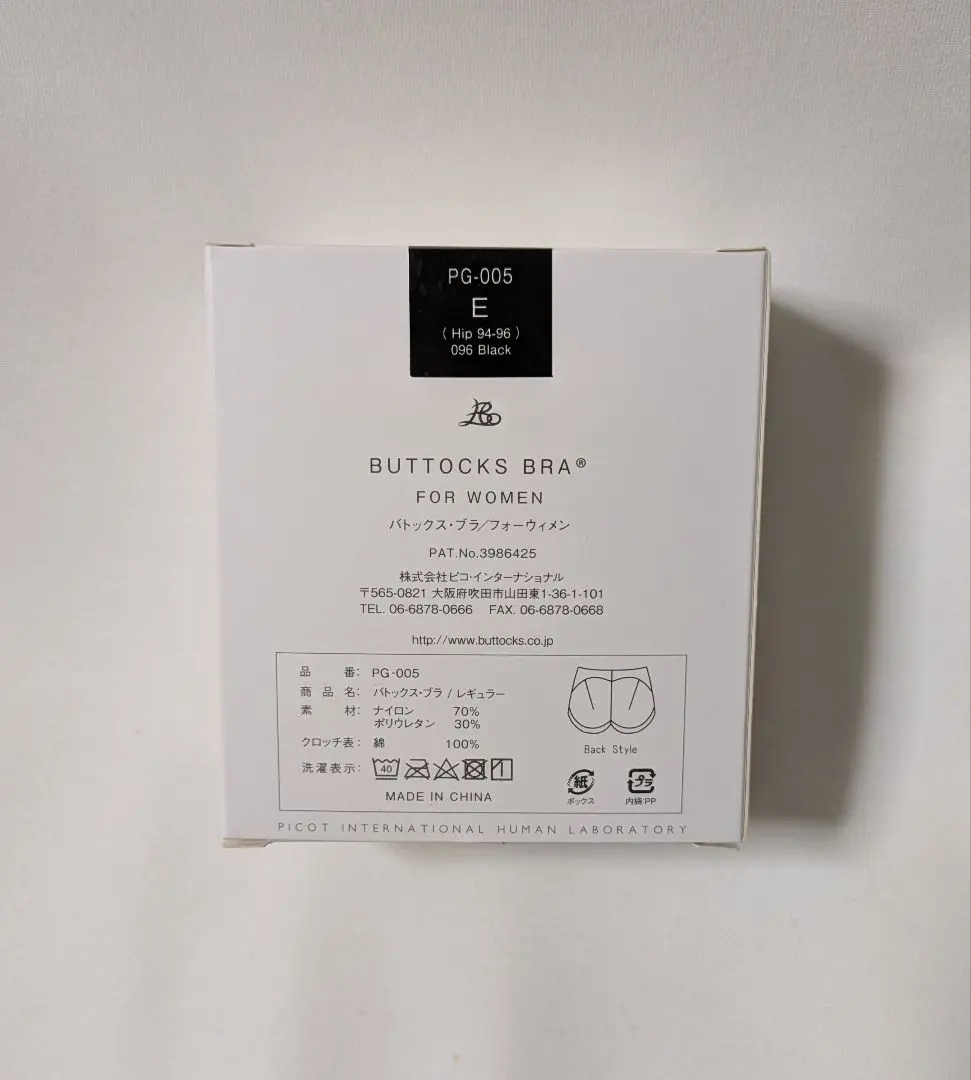 PG-005
E
( Hip 94-96 )
096 Black
BUTTOCKS BRA®
FOR WOMEN
バトックス・ブラ/フォーウィメン
PAT.No.3986425
株式会社ピコ・インターナショナル
〒565-0821 大阪府吹田市山田東1-36-1-101
TEL. 06-6878-0666 FAX. 06-6878-0668
http://www.buttocks.co.jp
品番: PG-005
商品名: バトックス・ブラ / レギュラー
素材: ナイロン 70%
ポリウレタン 30%
クロッチ表: 綿 100%
洗濯表示: 40
MADE IN CHINA
Back Style
紙
ボックス
プラ
内袋:PP
PICOT INTERNATIONAL HUMAN LABORATORY